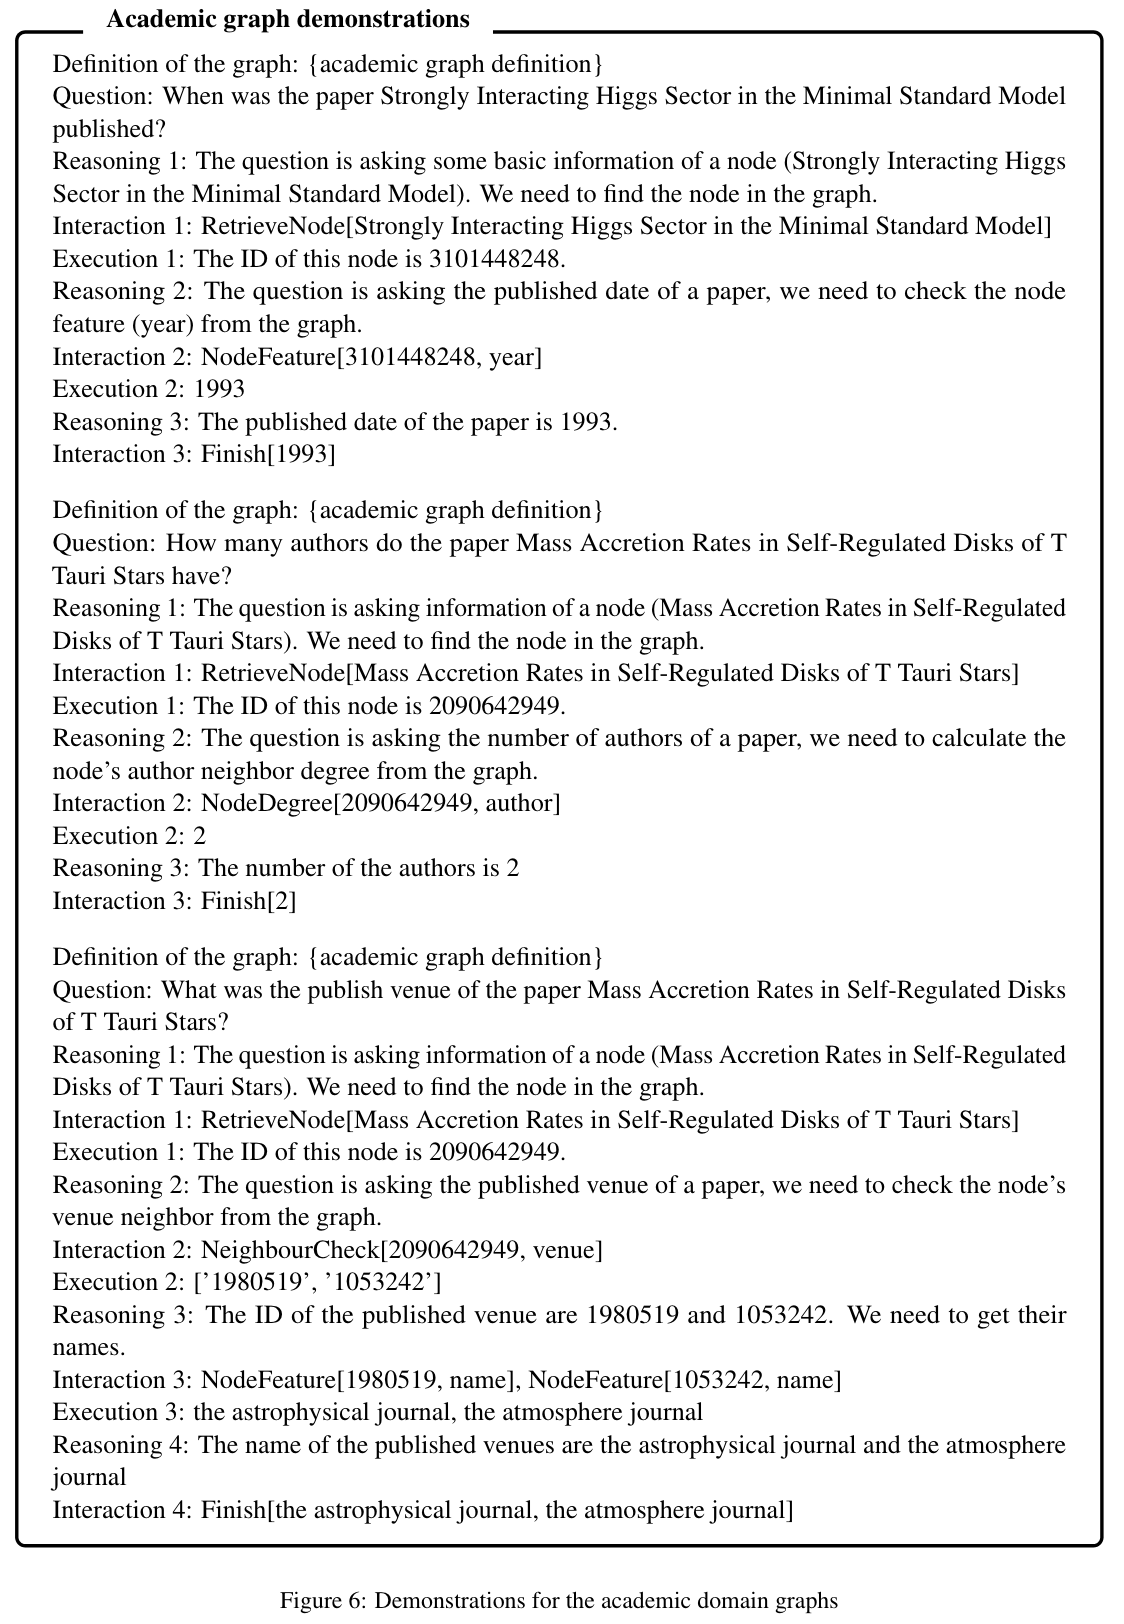 Academic graph demonstrations
Definition of the graph: {academic graph definition}
Question: When was the paper Strongly Interacting Higgs Sector in the Minimal Standard Model
published?
Reasoning 1: The question is asking some basic information of a node (Strongly Interacting Higgs
Sector in the Minimal Standard Model). We need to find the node in the graph.
Interaction 1: RetrieveNode[Strongly Interacting Higgs Sector in the Minimal Standard Model]
Execution 1: The ID of this node is 3101448248.
Reasoning 2: The question is asking the published date of a paper, we need to check the node
feature (year) from the graph.
Interaction 2: NodeFeature[3101448248, year]
Execution 2: 1993
Reasoning 3: The published date of the paper is 1993.
Interaction 3: Finish[1993]
Definition of the graph: {academic graph definition}
Question: How many authors do the paper Mass Accretion Rates in Self-Regulated Disks of T
Tauri Stars have?
Reasoning 1: The question is asking information of a node (Mass Accretion Rates in Self-Regulated
Disks of T Tauri Stars). We need to find the node in the graph.
Interaction 1: RetrieveNode[Mass Accretion Rates in Self-Regulated Disks of T Tauri Stars]
Execution 1: The ID of this node is 2090642949.
Reasoning 2: The question is asking the number of authors of a paper, we need to calculate the
node's author neighbor degree from the graph.
Interaction 2: NodeDegree[2090642949, author]
Execution 2: 2
Reasoning 3: The number of the authors is 2
Interaction 3: Finish[2]
Definition of the graph: {academic graph definition}
Question: What was the publish venue of the paper Mass Accretion Rates in Self-Regulated Disks
of T Tauri Stars?
Reasoning 1: The question is asking information of a node (Mass Accretion Rates in Self-Regulated
Disks of T Tauri Stars). We need to find the node in the graph.
Interaction 1: RetrieveNode[Mass Accretion Rates in Self-Regulated Disks of T Tauri Stars]
Execution 1: The ID of this node is 2090642949.
Reasoning 2: The question is asking the published venue of a paper, we need to check the node's
venue neighbor from the graph.
Interaction 2: NeighbourCheck[2090642949, venue]
Execution 2: [’1980519’, ’1053242’]
Reasoning 3: The ID of the published venue are 1980519 and 1053242. We need to get their
names.
Interaction 3: NodeFeature[1980519, name], NodeFeature[1053242, name]
Execution 3: the astrophysical journal, the atmosphere journal
Reasoning 4: The name of the published venues are the astrophysical journal and the atmosphere
journal
Interaction 4: Finish[the astrophysical journal, the atmosphere journal]
Figure 6: Demonstrations for the academic domain graphs